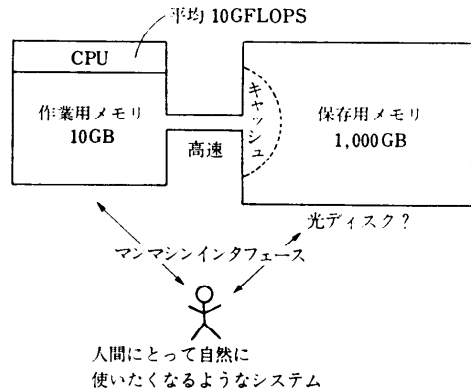 平均 10GFLOPS
CPU
作業用メモリ
10GB
高速
キャッシュ
保存用メモリ
1,000GB
光ディスク?
マンマシンインタフェース
人間にとって自然に
使いたくなるようなシステム